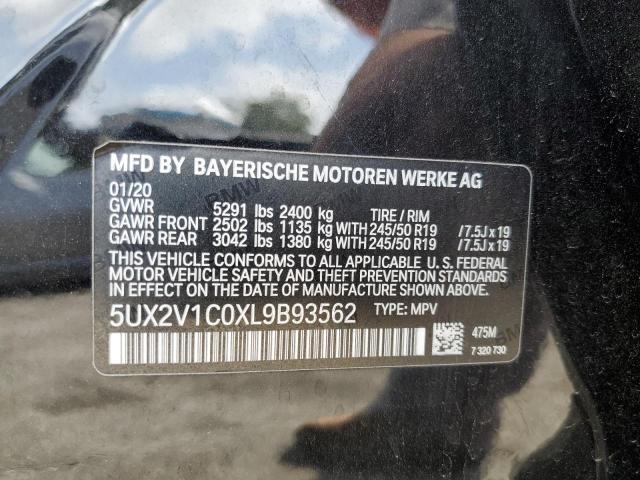 MFD BY BAYERISCHE MOTOREN WERKE AG
01/20
GVWR 5291 lbs 2400 kg TIRE / RIM
GAWR FRONT 2502 lbs 1135 kg WITH 245/50 R19 /7.5J x 19
GAWR REAR 3042 lbs 1380 kg WITH 245/50 R19 /7.5J x 19
THIS VEHICLE CONFORMS TO ALL APPLICABLE U. S. FEDERAL
MOTOR VEHICLE SAFETY AND THEFT PREVENTION STANDARDS
IN EFFECT ON THE DATE OF MANUFACTURE SHOWN ABOVE.
5UX2V1C0XL9B93562 TYPE: MPV
475M
7 320 730